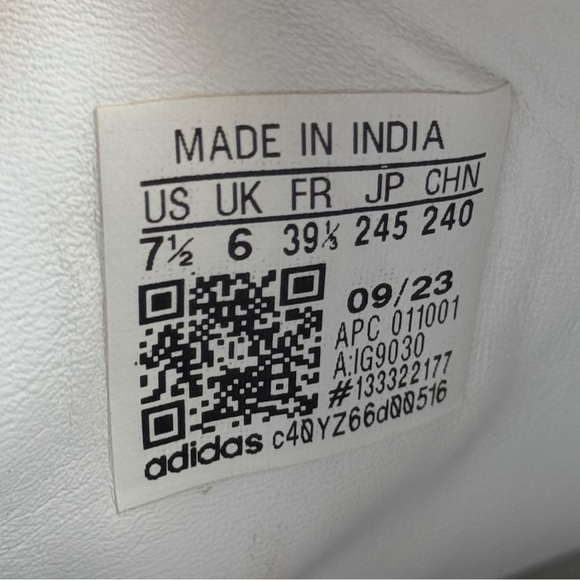 MADE IN INDIA
US UK FR JP CHN
7½ 6 39⅓ 245 240
09/23
APC 011001
A:IG9030
#133322177
adidas c4QYZ66d00516